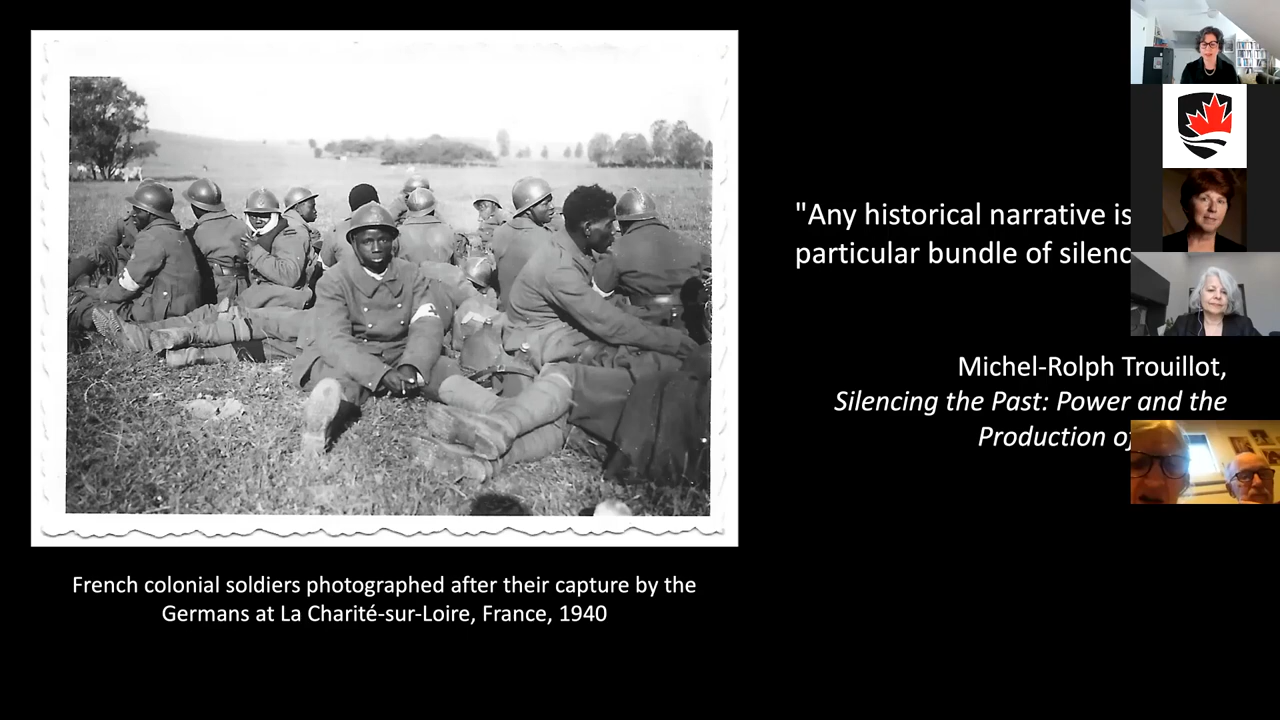 "Any historical narrative is
particular bundle of
Michel-Rolph Trouillot,
Silencing the Past: Power and the
Production
French colonial soldiers photographed after their capture by the
Germans at La Charité-sur-Loire, France, 1940